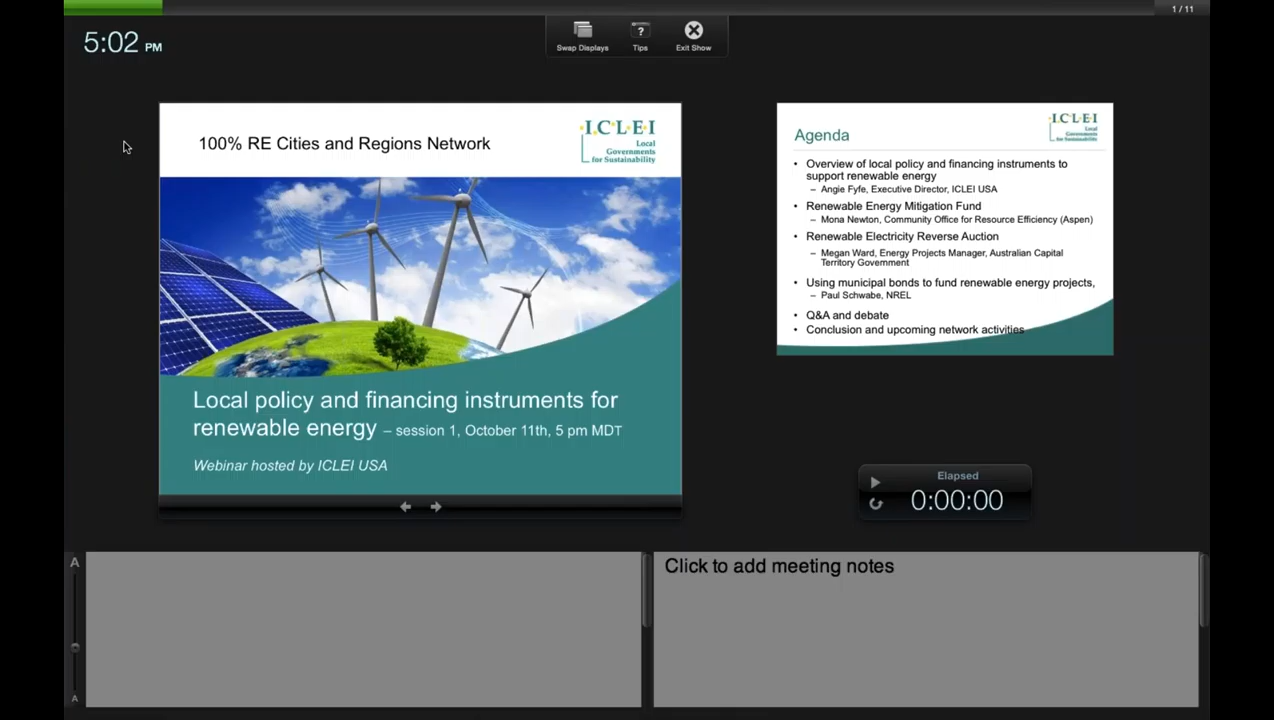 1 / 11
5:02 PM
Swap Displays
?
Tips
Exit Show
100% RE Cities and Regions Network
I.C.L.E.I
Local
Governments
for Sustainability
Local policy and financing instruments for
renewable energy – session 1, October 11th, 5 pm MDT
Webinar hosted by ICLEI USA
I.C.L.E.I
Local
Governments
for Sustainability
Agenda
• Overview of local policy and financing instruments to
support renewable energy
– Angie Fyfe, Executive Director, ICLEI USA
• Renewable Energy Mitigation Fund
– Mona Newton, Community Office for Resource Efficiency (Aspen)
• Renewable Electricity Reverse Auction
– Megan Ward, Energy Projects Manager, Australian Capital
Territory Government
• Using municipal bonds to fund renewable energy projects,
– Paul Schwabe, NREL
• Q&A and debate
• Conclusion and upcoming network activities
Elapsed
0:00:00
A
A
Click to add meeting notes